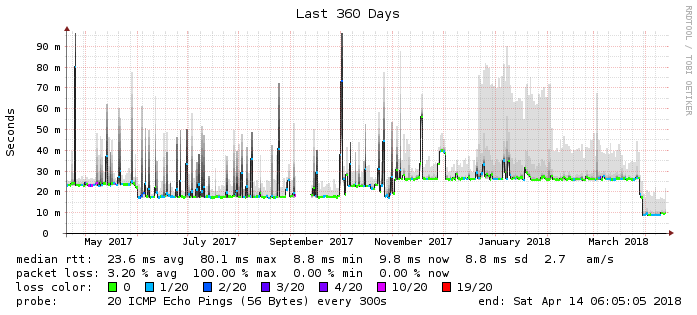 Last 360 Days
RRDTOOL / TOBI OETIKER
Seconds
90 m
80 m
70 m
60 m
50 m
40 m
30 m
20 m
10 m
0
May 2017 July 2017 September 2017 November 2017 January 2018 March 2018
median rtt: 23.6 ms avg 80.1 ms max 8.8 ms min 9.8 ms now 8.8 ms sd 2.7 am/s
packet loss: 3.20 % avg 100.00 % max 0.00 % min 0.00 % now
loss color: 0 1/20 2/20 3/20 4/20 10/20 19/20
probe: 20 ICMP Echo Pings (56 Bytes) every 300s end: Sat Apr 14 06:05:05 2018